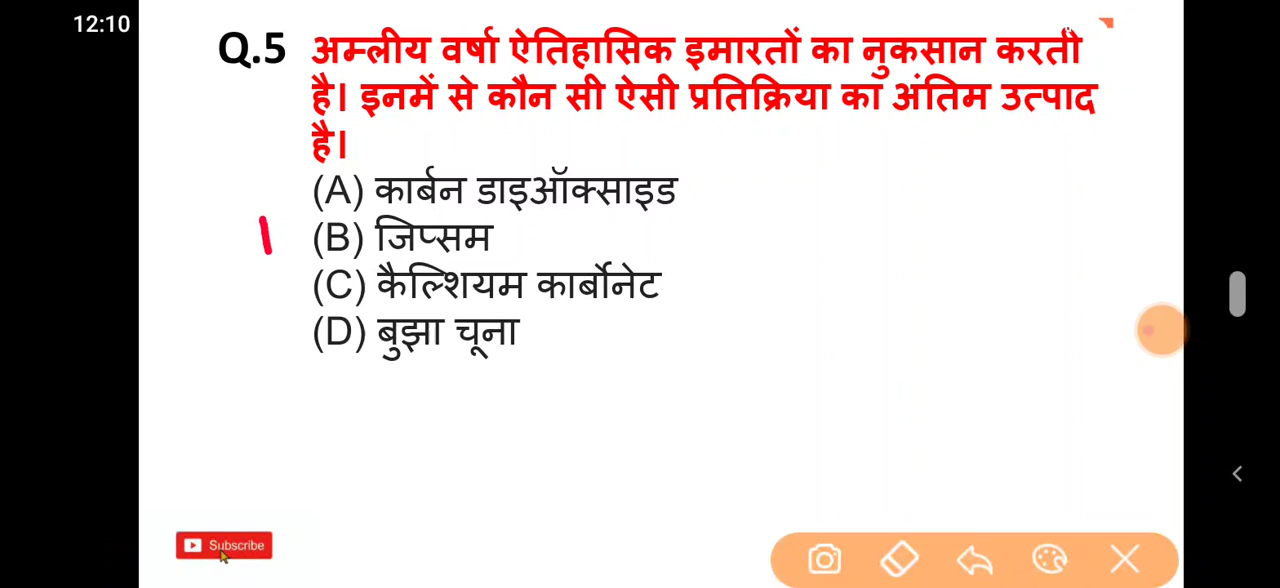 12:10
Q.5 अम्लीय वर्षा ऐतिहासिक इमारतों का नुकसान करती
है। इनमें से कौन सी ऐसी प्रतिक्रिया का अंतिम उत्पाद
है।
(A) कार्बन डाइऑक्साइड
(B) जिप्सम
(C) कैल्शियम कार्बोनेट
(D) बुझा चूना
Subscribe